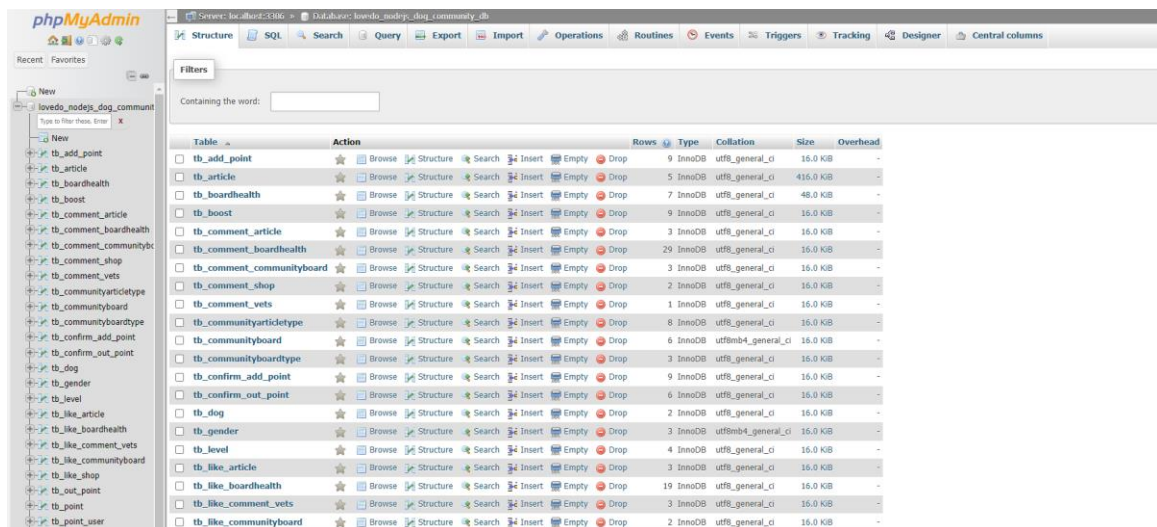 phpMyAdmin
Recent Favorites
New
lovedo_nodejs_dog_communit
Type to filter these, Enter X
New
tb_add_point
tb_article
tb_boardhealth
tb_boost
tb_comment_article
tb_comment_boardhealth
tb_comment_communitybc
tb_comment_shop
tb_comment_vets
tb_communityarticletype
tb_communityboard
tb_communityboardtype
tb_confirm_add_point
tb_confirm_out_point
tb_dog
tb_gender
tb_level
tb_like_article
tb_like_boardhealth
tb_like_comment_vets
tb_like_communityboard
tb_like_shop
tb_out_point
tb_point
tb_point_user
Server: localhost:3306 » Database: lovedo_nodejs_dog_community_db
Structure SQL Search Query Export Import Operations Routines Events Triggers Tracking Designer Central columns
Filters
Containing the word:
Table Action Rows Type Collation Size Overhead
tb_add_point Browse Structure Search Insert Empty Drop 9 InnoDB utf8_general_ci 16.0 KiB -
tb_article Browse Structure Search Insert Empty Drop 5 InnoDB utf8_general_ci 416.0 KiB -
tb_boardhealth Browse Structure Search Insert Empty Drop 7 InnoDB utf8_general_ci 48.0 KiB -
tb_boost Browse Structure Search Insert Empty Drop 9 InnoDB utf8_general_ci 16.0 KiB -
tb_comment_article Browse Structure Search Insert Empty Drop 3 InnoDB utf8_general_ci 16.0 KiB -
tb_comment_boardhealth Browse Structure Search Insert Empty Drop 29 InnoDB utf8_general_ci 16.0 KiB -
tb_comment_communityboard Browse Structure Search Insert Empty Drop 3 InnoDB utf8_general_ci 16.0 KiB -
tb_comment_shop Browse Structure Search Insert Empty Drop 2 InnoDB utf8_general_ci 16.0 KiB -
tb_comment_vets Browse Structure Search Insert Empty Drop 1 InnoDB utf8_general_ci 16.0 KiB -
tb_communityarticletype Browse Structure Search Insert Empty Drop 8 InnoDB utf8_general_ci 16.0 KiB -
tb_communityboard Browse Structure Search Insert Empty Drop 6 InnoDB utf8mb4_general_ci 16.0 KiB -
tb_communityboardtype Browse Structure Search Insert Empty Drop 3 InnoDB utf8_general_ci 16.0 KiB -
tb_confirm_add_point Browse Structure Search Insert Empty Drop 9 InnoDB utf8_general_ci 16.0 KiB -
tb_confirm_out_point Browse Structure Search Insert Empty Drop 6 InnoDB utf8_general_ci 16.0 KiB -
tb_dog Browse Structure Search Insert Empty Drop 2 InnoDB utf8_general_ci 16.0 KiB -
tb_gender Browse Structure Search Insert Empty Drop 3 InnoDB utf8mb4_general_ci 16.0 KiB -
tb_level Browse Structure Search Insert Empty Drop 4 InnoDB utf8_general_ci 16.0 KiB -
tb_like_article Browse Structure Search Insert Empty Drop 3 InnoDB utf8_general_ci 16.0 KiB -
tb_like_boardhealth Browse Structure Search Insert Empty Drop 19 InnoDB utf8_general_ci 16.0 KiB -
tb_like_comment_vets Browse Structure Search Insert Empty Drop 3 InnoDB utf8_general_ci 16.0 KiB -
tb_like_communityboard Browse Structure Search Insert Empty Drop 2 InnoDB utf8_general_ci 16.0 KiB -